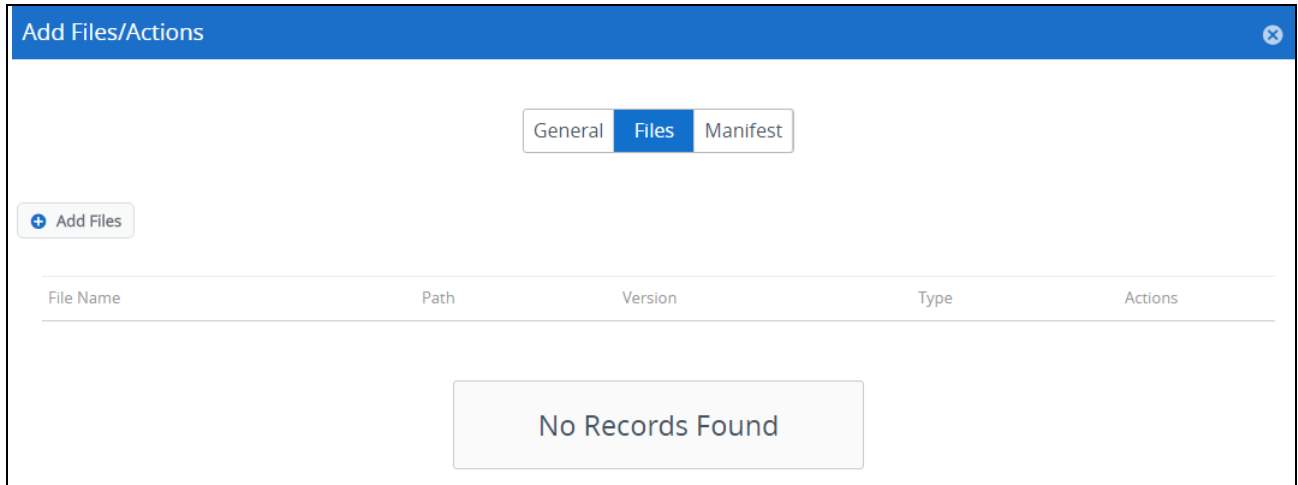 Add Files/Actions
General Files Manifest
Add Files
File Name Path Version Type Actions
No Records Found